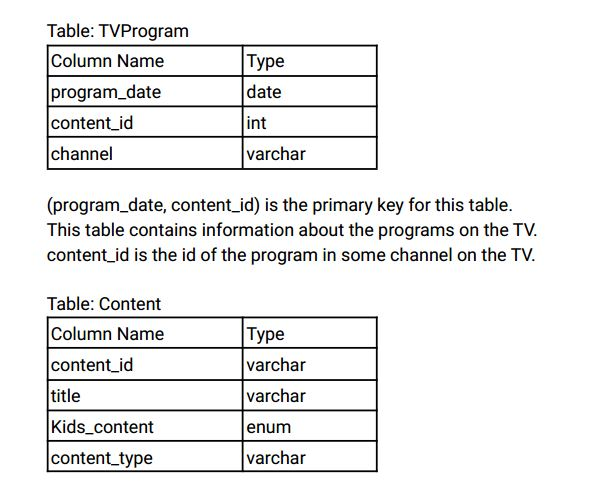 Table: TVProgram
Column Name Type
program_date date
content_id int
channel varchar
(program_date, content_id) is the primary key for this table.
This table contains information about the programs on the TV.
content_id is the id of the program in some channel on the TV.
Table: Content
Column Name Type
content_id varchar
title varchar
Kids_content enum
content_type varchar